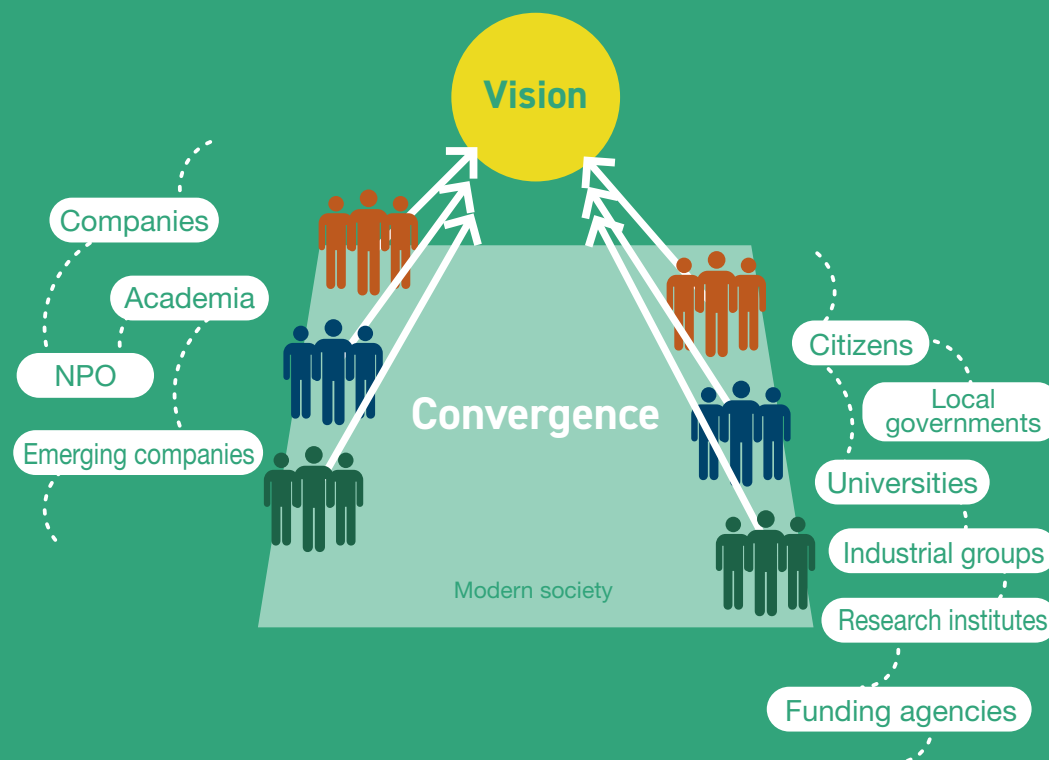 Vision
Companies
Academia
NPO
Emerging companies
Convergence
Modern society
Citizens
Local
governments
Universities
Industrial groups
Research institutes
Funding agencies